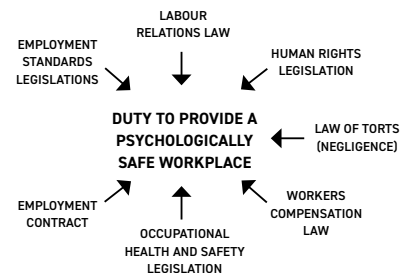 LABOUR
RELATIONS LAW
EMPLOYMENT
STANDARDS
LEGISLATIONS
HUMAN RIGHTS
LEGISLATION
DUTY TO PROVIDE A
PSYCHOLOGICALLY
SAFE WORKPLACE
LAW OF TORTS
(NEGLIGENCE)
EMPLOYMENT
CONTRACT
WORKERS
COMPENSATION
LAW
OCCUPATIONAL
HEALTH AND SAFETY
LEGISLATION